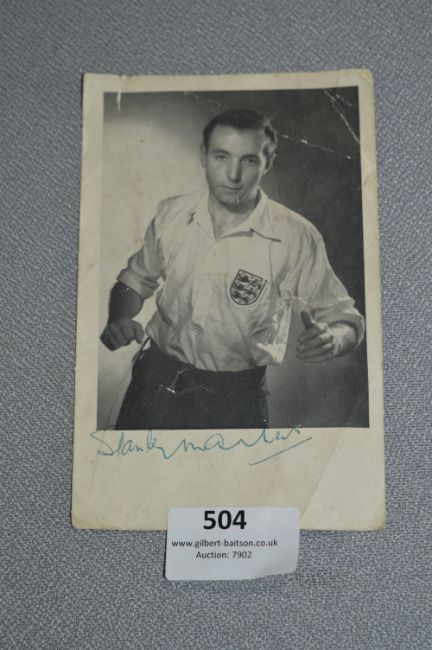 Stanley Matthews
504
www.gilbert-baitson.co.uk
Auction: 7902